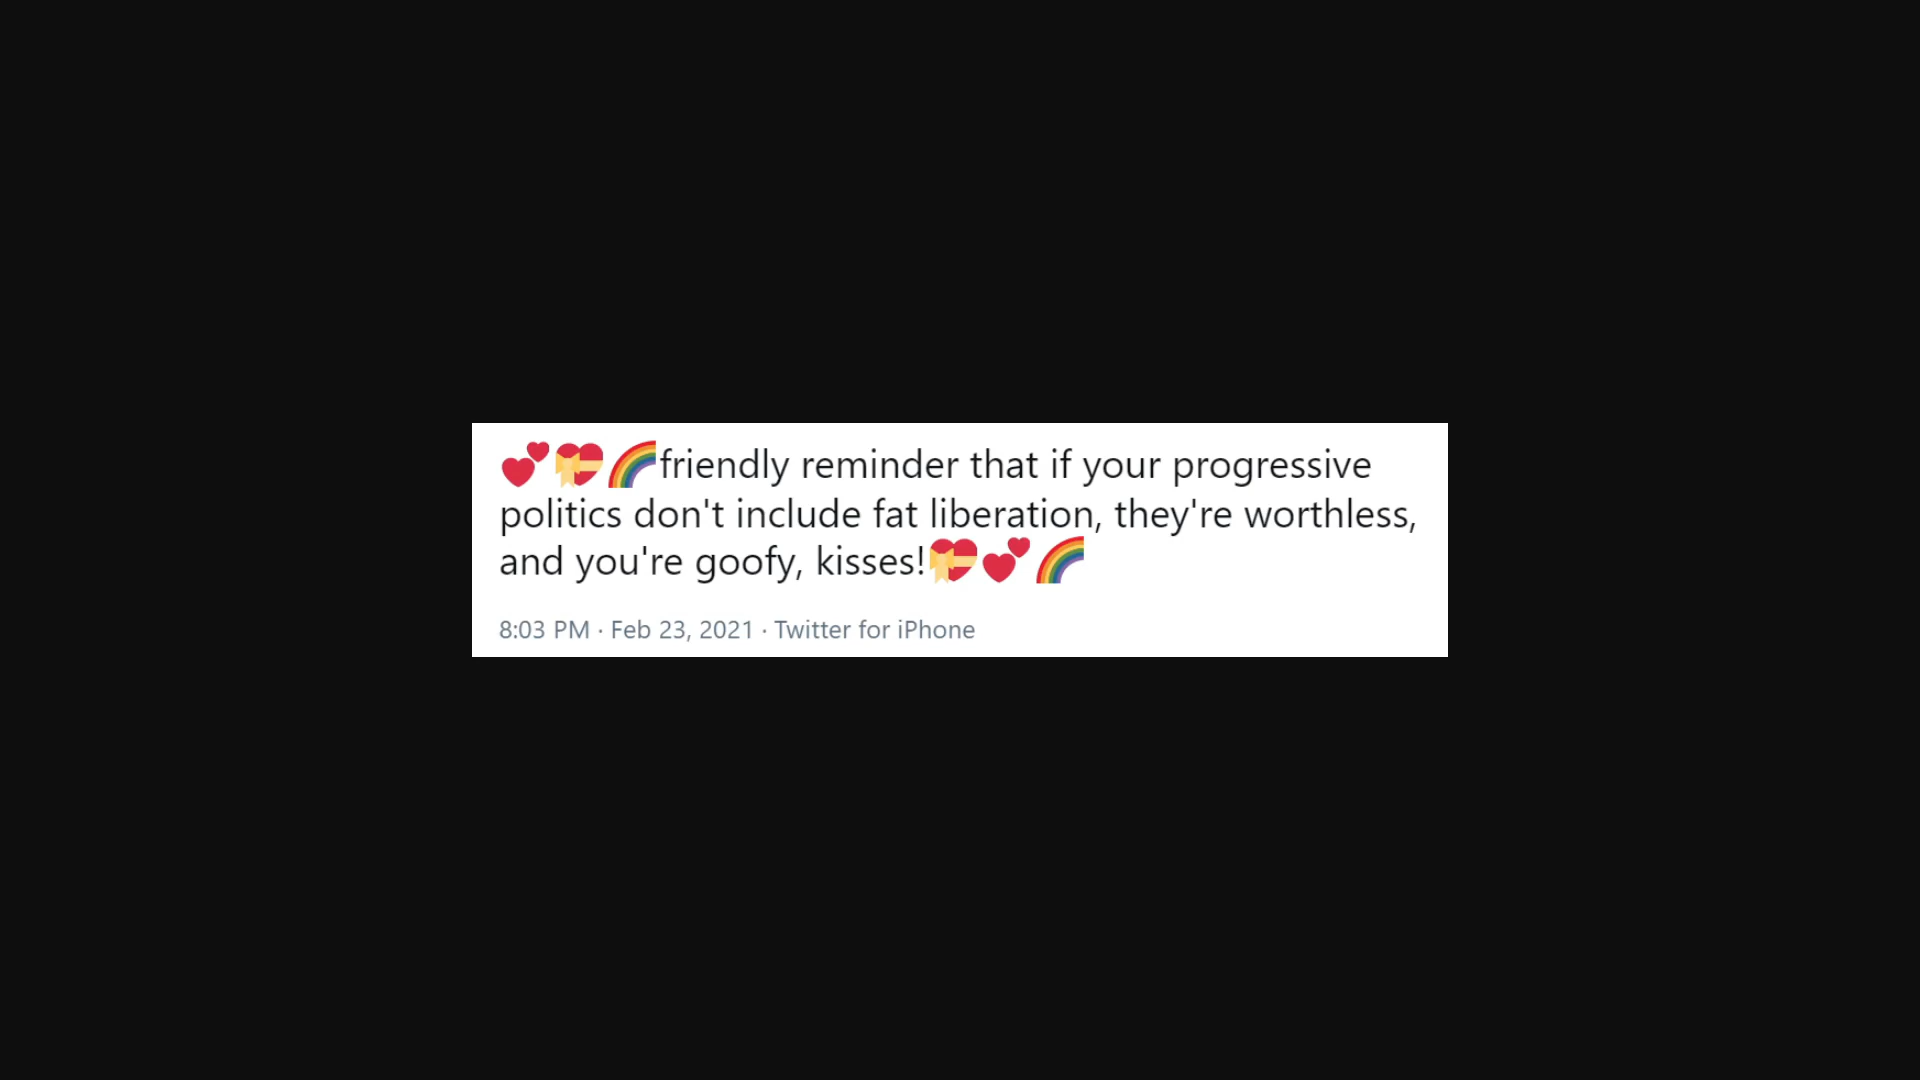 💕💝🌈friendly reminder that if your progressive
politics don't include fat liberation, they're worthless,
and you're goofy, kisses!💝💕🌈
8:03 PM · Feb 23, 2021 · Twitter for iPhone